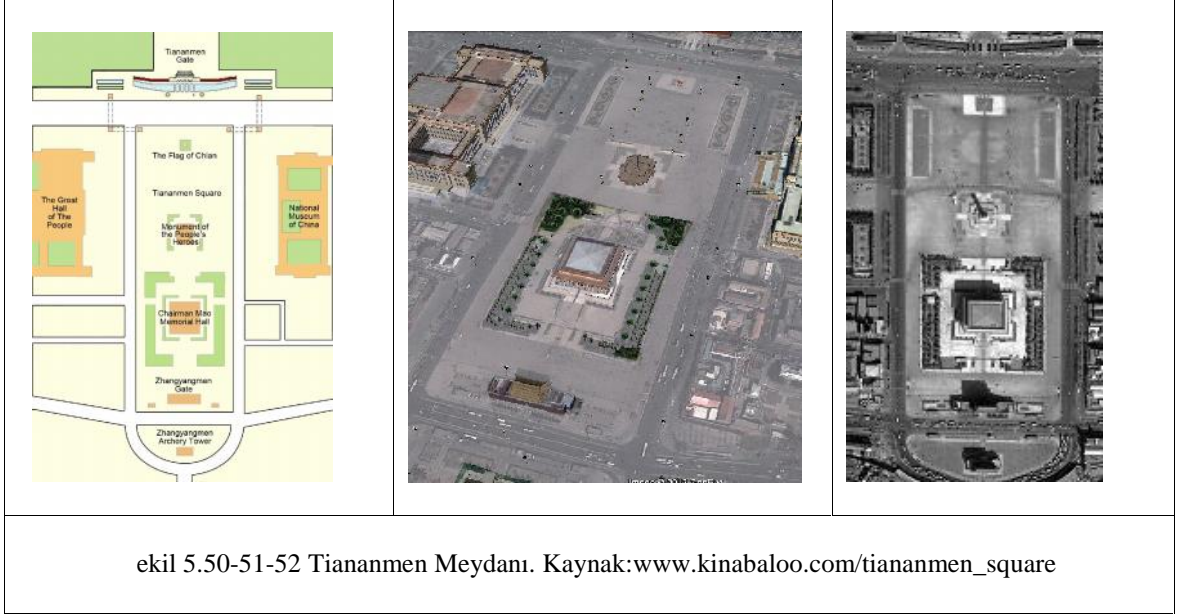 Tiananmen
Gate
The Flag of Chian
Tiananmen Square
The Great
Hall
of The
People
Monument of
the People's
Heroes
National
Museum
of China
Chairman Mao
Memorial Hall
Zhangyangmen
Gate
Zhangyangmen
Archery Tower
ekil 5.50-51-52 Tiananmen Meydanı. Kaynak:www.kinabaloo.com/tiananmen_square